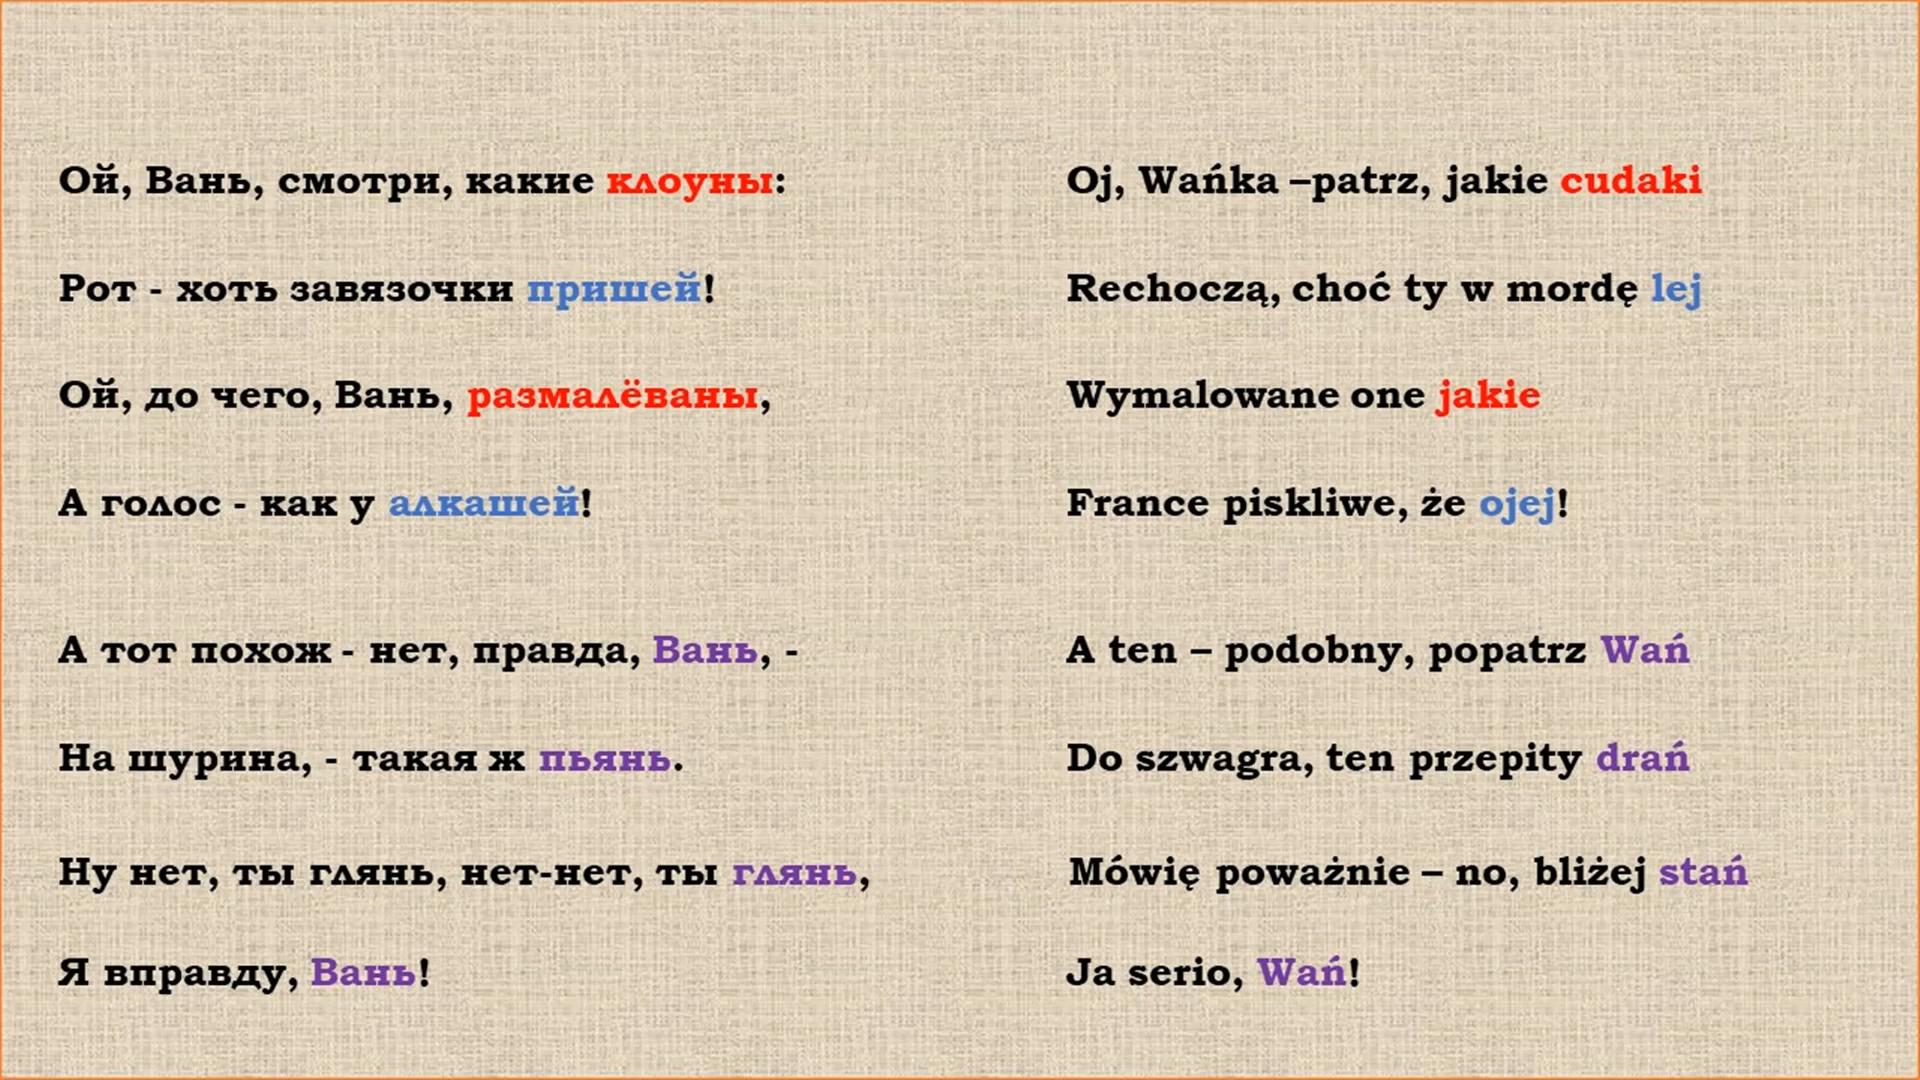 Ой, Вань, смотри, какие клоуны:
Рот - хоть завязочки пришей!
Ой, до чего, Вань, размалёваны,
А голос - как у алкашей!
А тот похож - нет, правда, Вань, -
На шурина, - такая ж пьянь.
Ну нет, ты глянь, нет-нет, ты глянь,
Я вправду, Вань!
Oj, Wańka –patrz, jakie cudaki
Rechoczą, choć ty w mordę lej
Wymalowane one jakie
France piskliwe, że ojej!
A ten – podobny, popatrz Wań
Do szwagra, ten przepity drań
Mówię poważnie – no, bliżej stań
Ja serio, Wań!